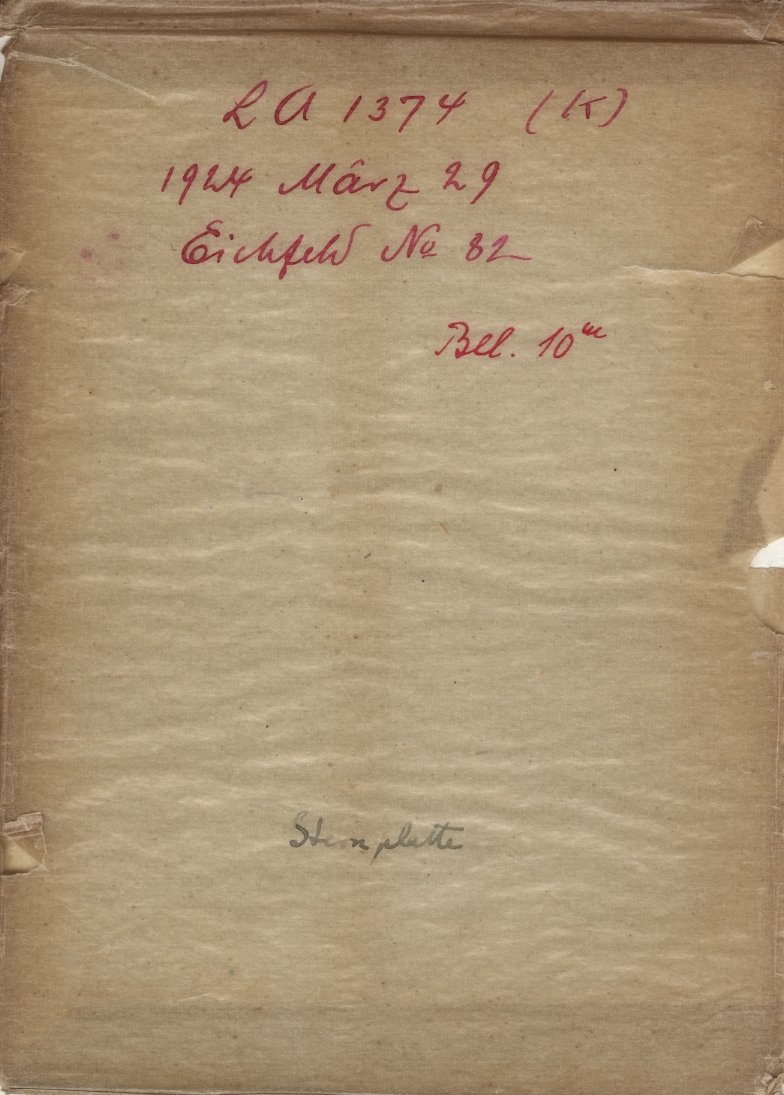 LA 1374 (K)
1924 März 29
Eichfeld No 82
Bel. 10m
Sternplatte